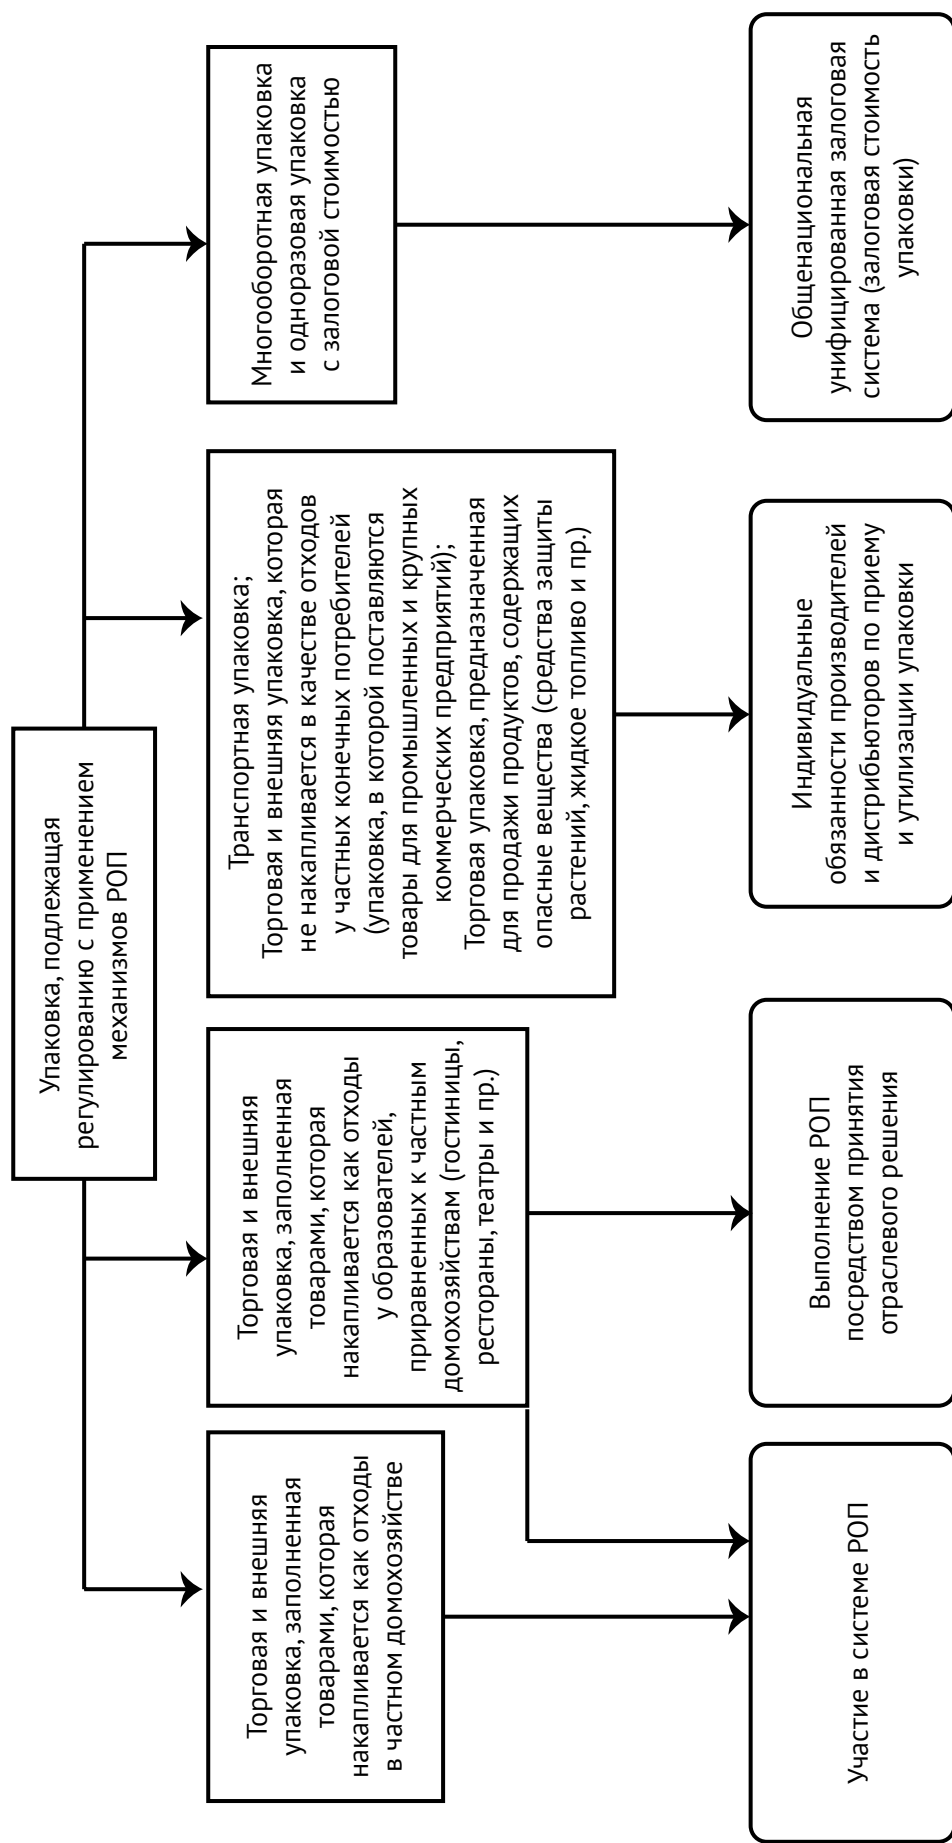 Упаковка, подлежащая
регулированию с применением
механизмов РОП
Торговая и внешняя
упаковка, заполненная
товарами, которая
накапливается как отходы
в частном домохозяйстве
Торговая и внешняя
упаковка, заполненная
товарами, которая
накапливается как отходы
у образователей,
приравненных к частным
домохозяйствам (гостиницы,
рестораны, театры и пр.)
Транспортная упаковка;
Торговая и внешняя упаковка, которая
не накапливается в качестве отходов
у частных конечных потребителей
(упаковка, в которой поставляются
товары для промышленных и крупных
коммерческих предприятий);
Торговая упаковка, предназначенная
для продажи продуктов, содержащих
опасные вещества (средства защиты
растений, жидкое топливо и пр.)
Многооборотная упаковка
и одноразовая упаковка
с залоговой стоимостью
Участие в системе РОП
Выполнение РОП
посредством принятия
отраслевого решения
Индивидуальные
обязанности производителей
и дистрибьюторов по приему
и утилизации упаковки
Общенациональная
унифицированная залоговая
система (залоговая стоимость
упаковки)